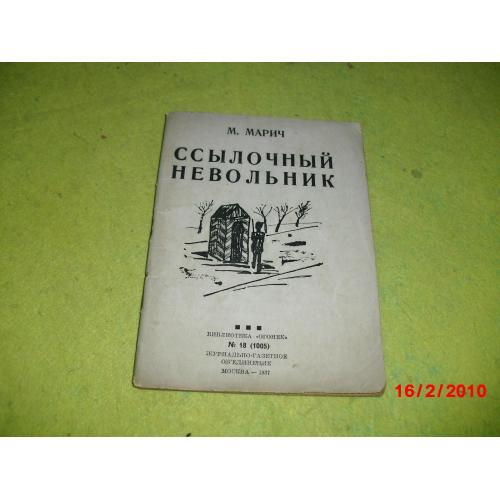 М. МАРИЧ
ССЫЛОЧНЫЙ
НЕВОЛЬНИК
БИБЛИОТЕКА «ОГОНЕК»
№ 18 (1005)
ЖУРНАЛЬНО-ГАЗЕТНОЕ
ОБЪЕДИНЕНИЕ
МОСКВА — 1937
16/2/2010